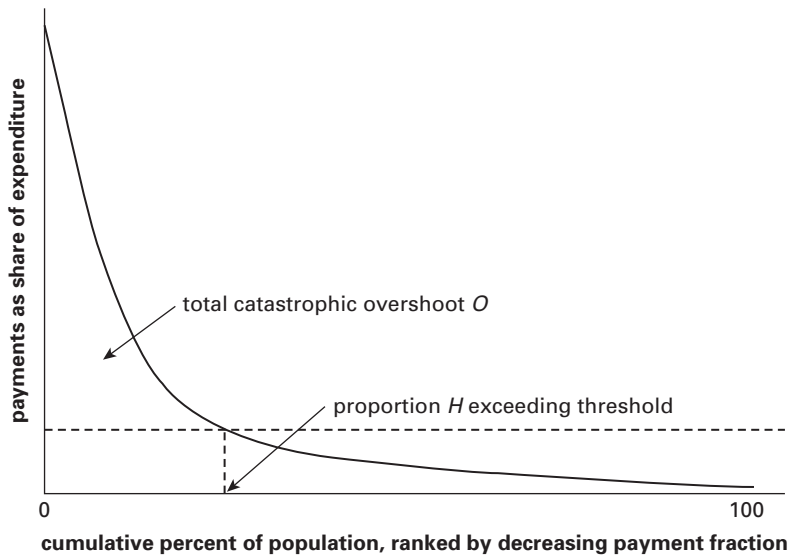 payments as share of expenditure
total catastrophic overshoot O
proportion H exceeding threshold
0
100
cumulative percent of population, ranked by decreasing payment fraction